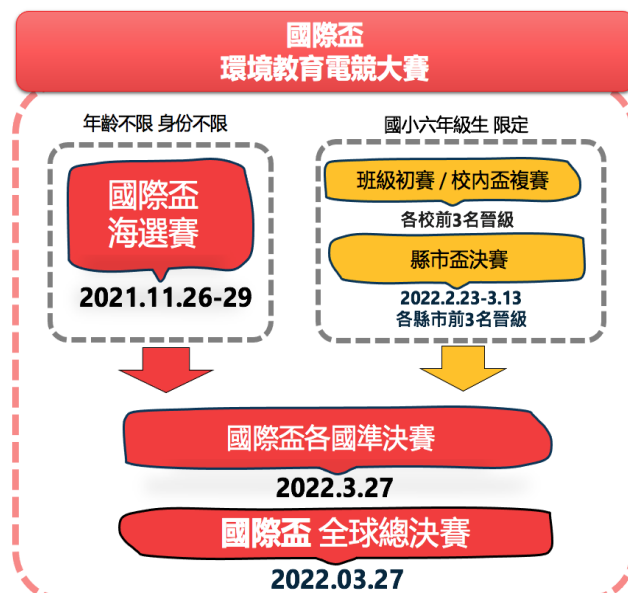 國際盃
環境教育電競大賽
年齡不限 身份不限
國際盃
海選賽
2021.11.26-29
國小六年級生 限定
班級初賽 / 校內盃複賽
各校前3名晉級
縣市盃決賽
2022.2.23-3.13
各縣市前3名晉級
國際盃各國準決賽
2022.3.27
國際盃 全球總決賽
2022.03.27